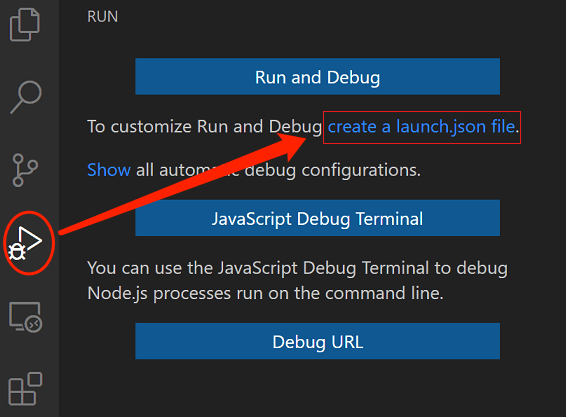 RUN
Run and Debug
To customize Run and Debug create a launch.json file.
Show all automatic debug configurations.
JavaScript Debug Terminal
You can use the JavaScript Debug Terminal to debug
Node.js processes run on the command line.
Debug URL